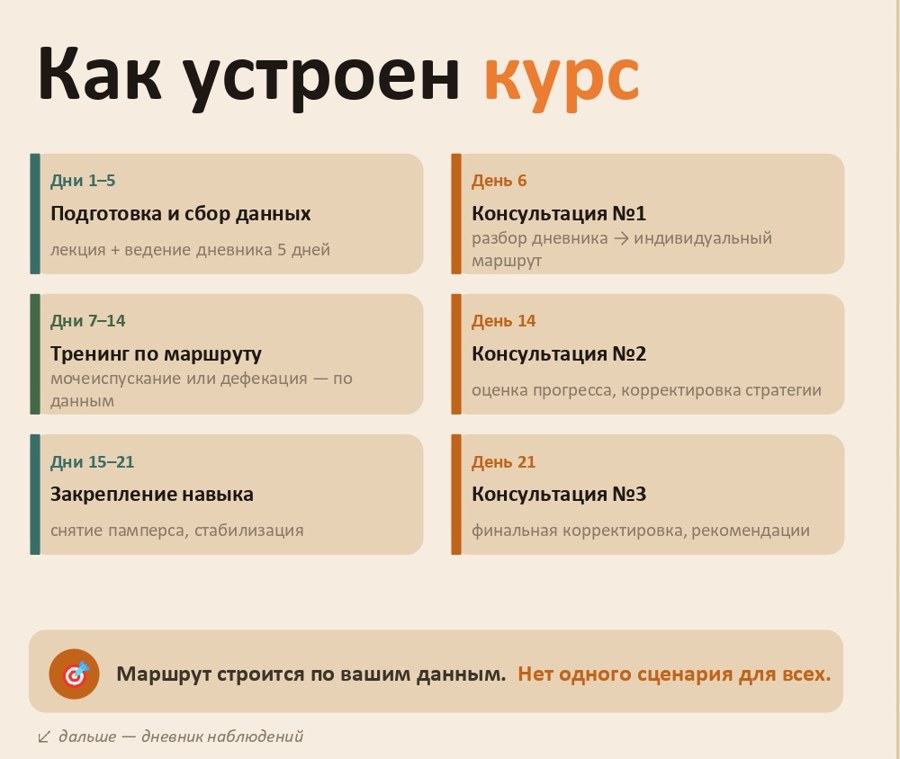 Как устроен курс
Дни 1–5
Подготовка и сбор данных
лекция + ведение дневника 5 дней
День 6
Консультация №1
разбор дневника → индивидуальный
маршрут
Дни 7–14
Тренинг по маршруту
мочеиспускание или дефекация — по
данным
День 14
Консультация №2
оценка прогресса, корректировка стратегии
Дни 15–21
Закрепление навыка
снятие памперса, стабилизация
День 21
Консультация №3
финальная корректировка, рекомендации
Маршрут строится по вашим данным. Нет одного сценария для всех.
↙ дальше — дневник наблюдений